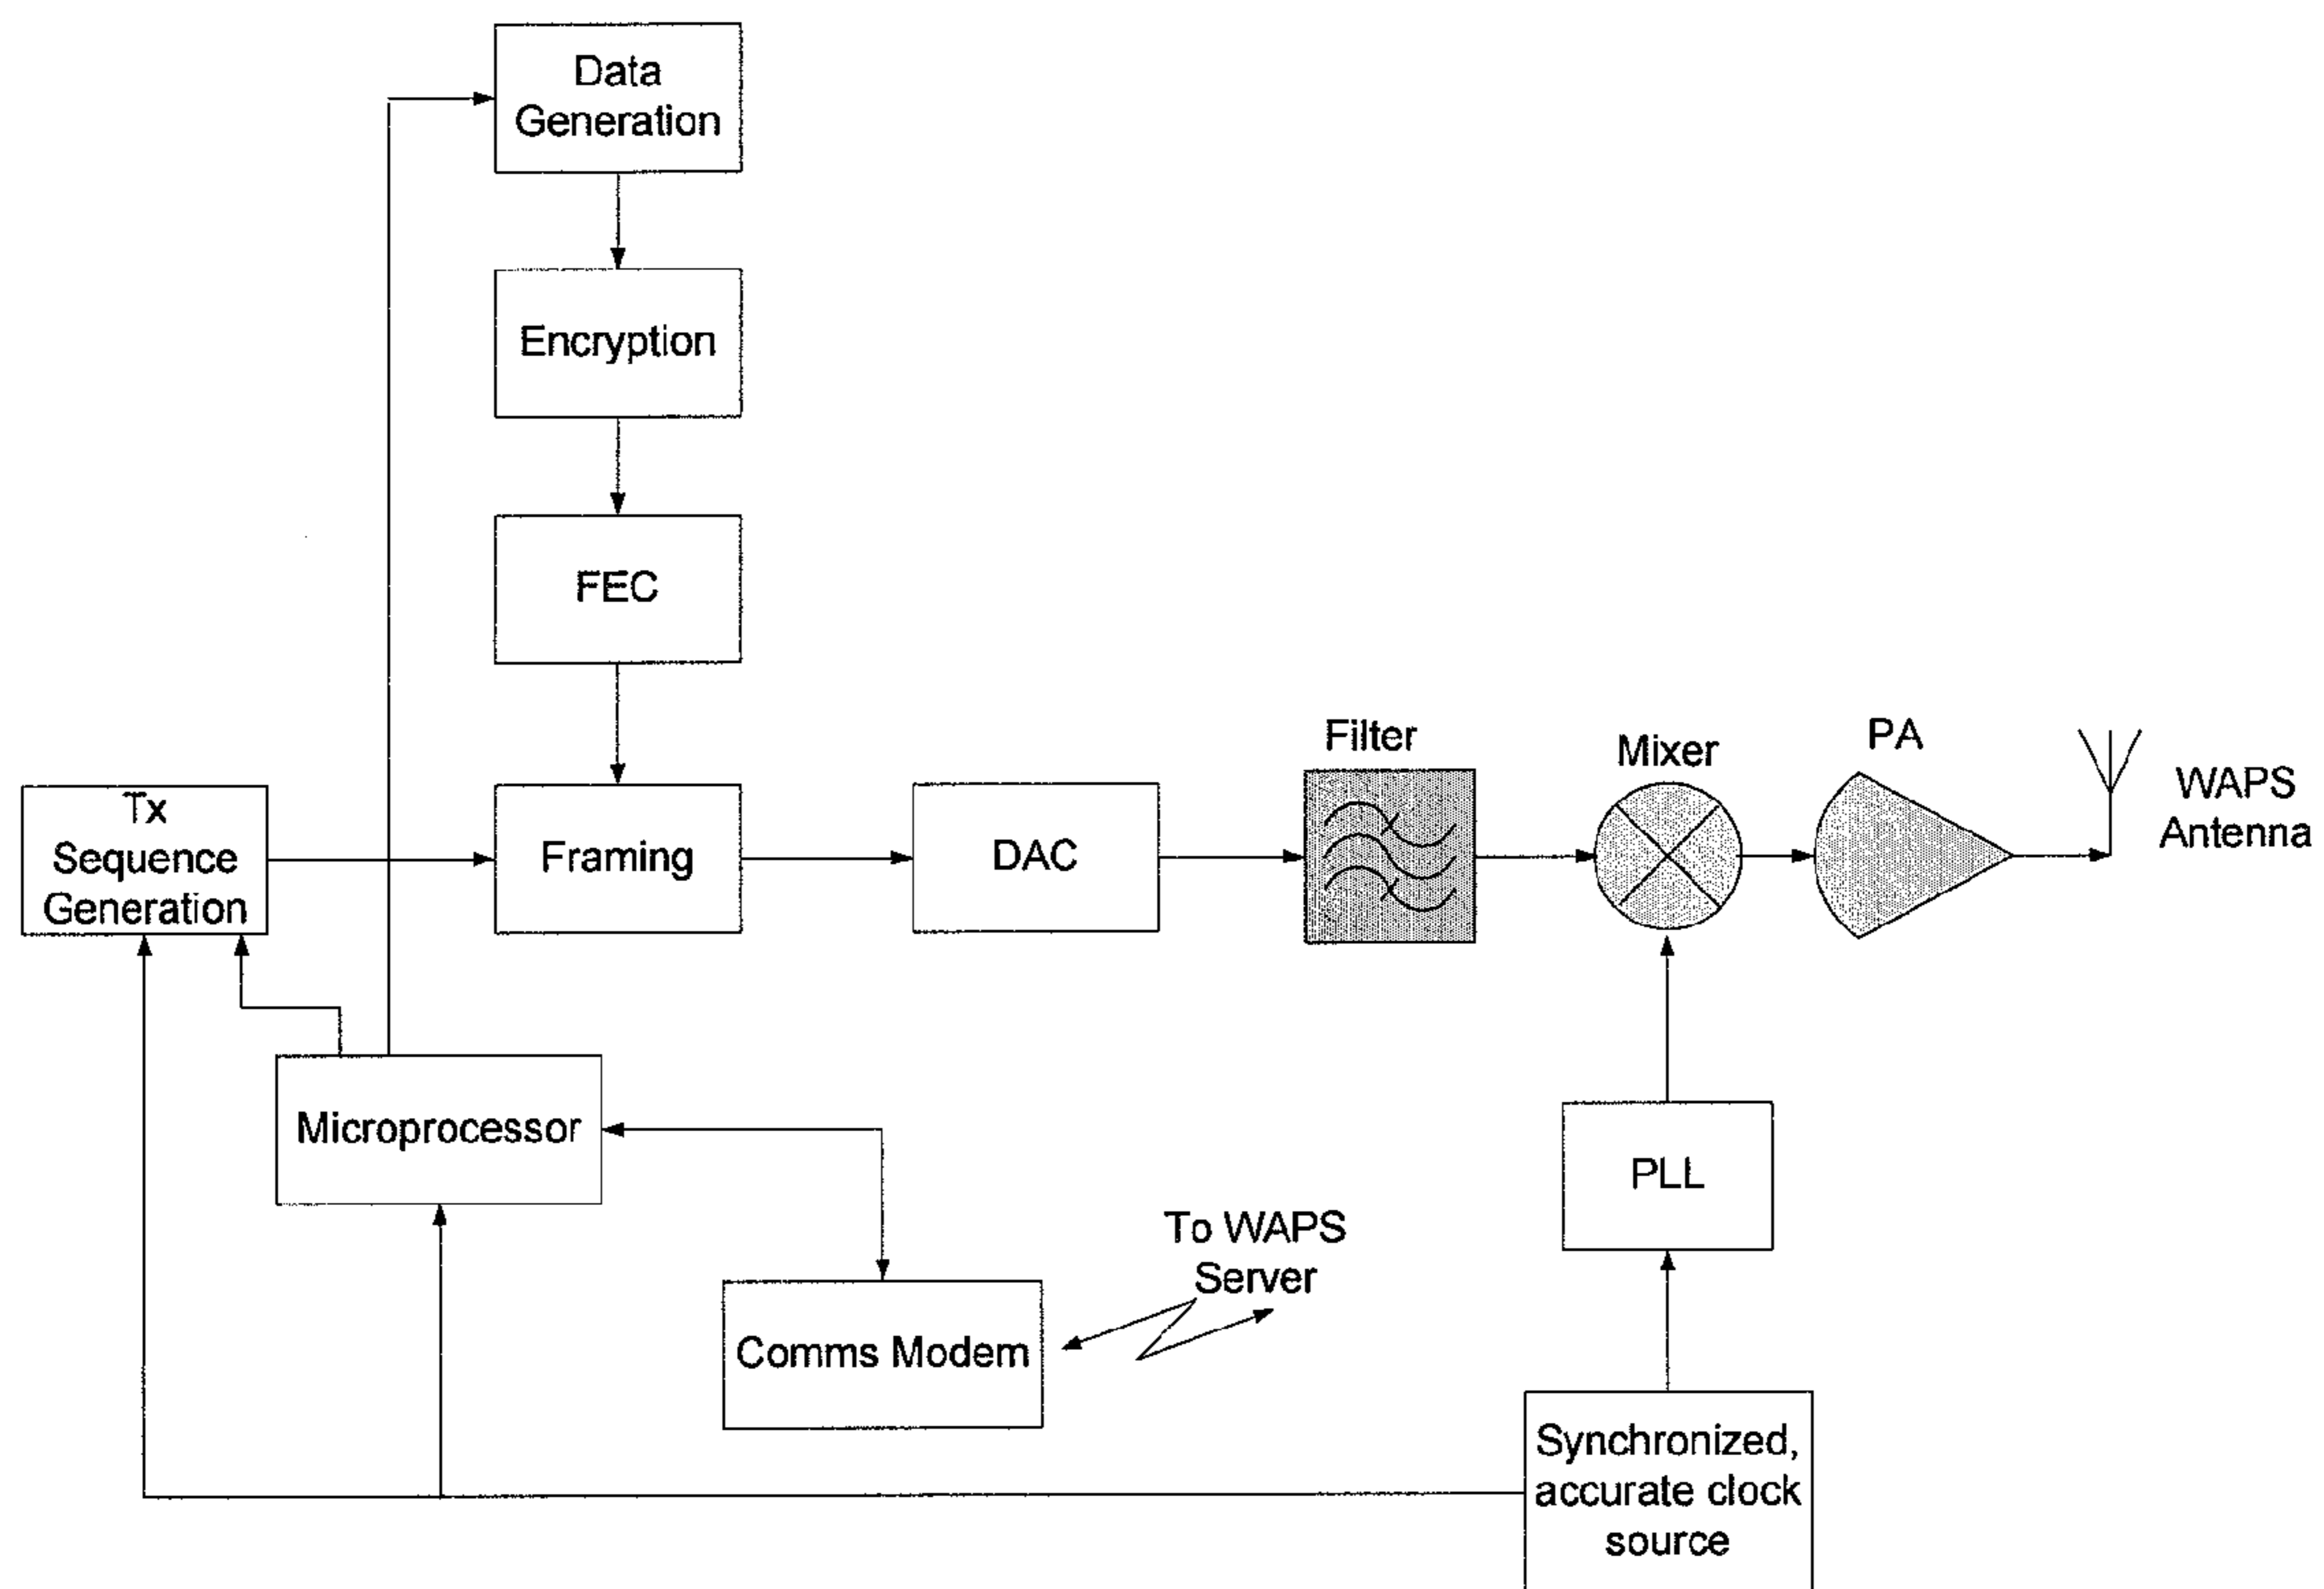 Data
Generation
Encryption
FEC
Filter
Mixer
PA
WAPS
Antenna
Tx
Sequence
Generation
Framing
DAC
Microprocessor
PLL
To WAPS
Server
Comms Modem
Synchronized,
accurate clock
source